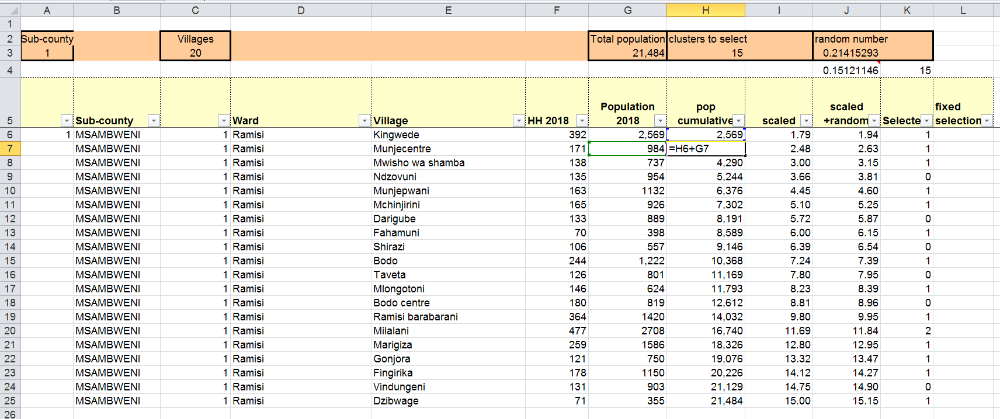 A B C D E F G H I J K L
1
2 Sub-county Villages Total population clusters to select random number
3 1 20 21,484 15 0.21415293
4 0.15121146 15
Population pop scaled fixed
5 Sub-county Ward Village HH 2018 2018 cumulative scaled +random Selecte selection
6 1 MSAMBWENI 1 Ramisi Kingwede 392 2,569 2,569 1.79 1.94 1
7 MSAMBWENI 1 Ramisi Munjecentre 171 984 =H6+G7 2.48 2.63 1
8 MSAMBWENI 1 Ramisi Mwisho wa shamba 138 737 4,290 3.00 3.15 1
9 MSAMBWENI 1 Ramisi Ndzovuni 135 954 5,244 3.66 3.81 0
10 MSAMBWENI 1 Ramisi Munjepwani 163 1132 6,376 4.45 4.60 1
11 MSAMBWENI 1 Ramisi Mchinjirini 165 926 7,302 5.10 5.25 1
12 MSAMBWENI 1 Ramisi Darigube 133 889 8,191 5.72 5.87 0
13 MSAMBWENI 1 Ramisi Fahamuni 70 398 8,589 6.00 6.15 1
14 MSAMBWENI 1 Ramisi Shirazi 106 557 9,146 6.39 6.54 0
15 MSAMBWENI 1 Ramisi Bodo 244 1,222 10,368 7.24 7.39 1
16 MSAMBWENI 1 Ramisi Taveta 126 801 11,169 7.80 7.95 0
17 MSAMBWENI 1 Ramisi Mlongotoni 146 624 11,793 8.23 8.39 1
18 MSAMBWENI 1 Ramisi Bodo centre 180 819 12,612 8.81 8.96 0
19 MSAMBWENI 1 Ramisi Ramisi barabarani 364 1420 14,032 9.80 9.95 1
20 MSAMBWENI 1 Ramisi Milalani 477 2708 16,740 11.69 11.84 2
21 MSAMBWENI 1 Ramisi Marigiza 259 1586 18,326 12.80 12.95 1
22 MSAMBWENI 1 Ramisi Gonjora 121 750 19,076 13.32 13.47 1
23 MSAMBWENI 1 Ramisi Fingirika 178 1150 20,226 14.12 14.27 1
24 MSAMBWENI 1 Ramisi Vindungeni 131 903 21,129 14.75 14.90 0
25 MSAMBWENI 1 Ramisi Dzibwage 71 355 21,484 15.00 15.15 1
26